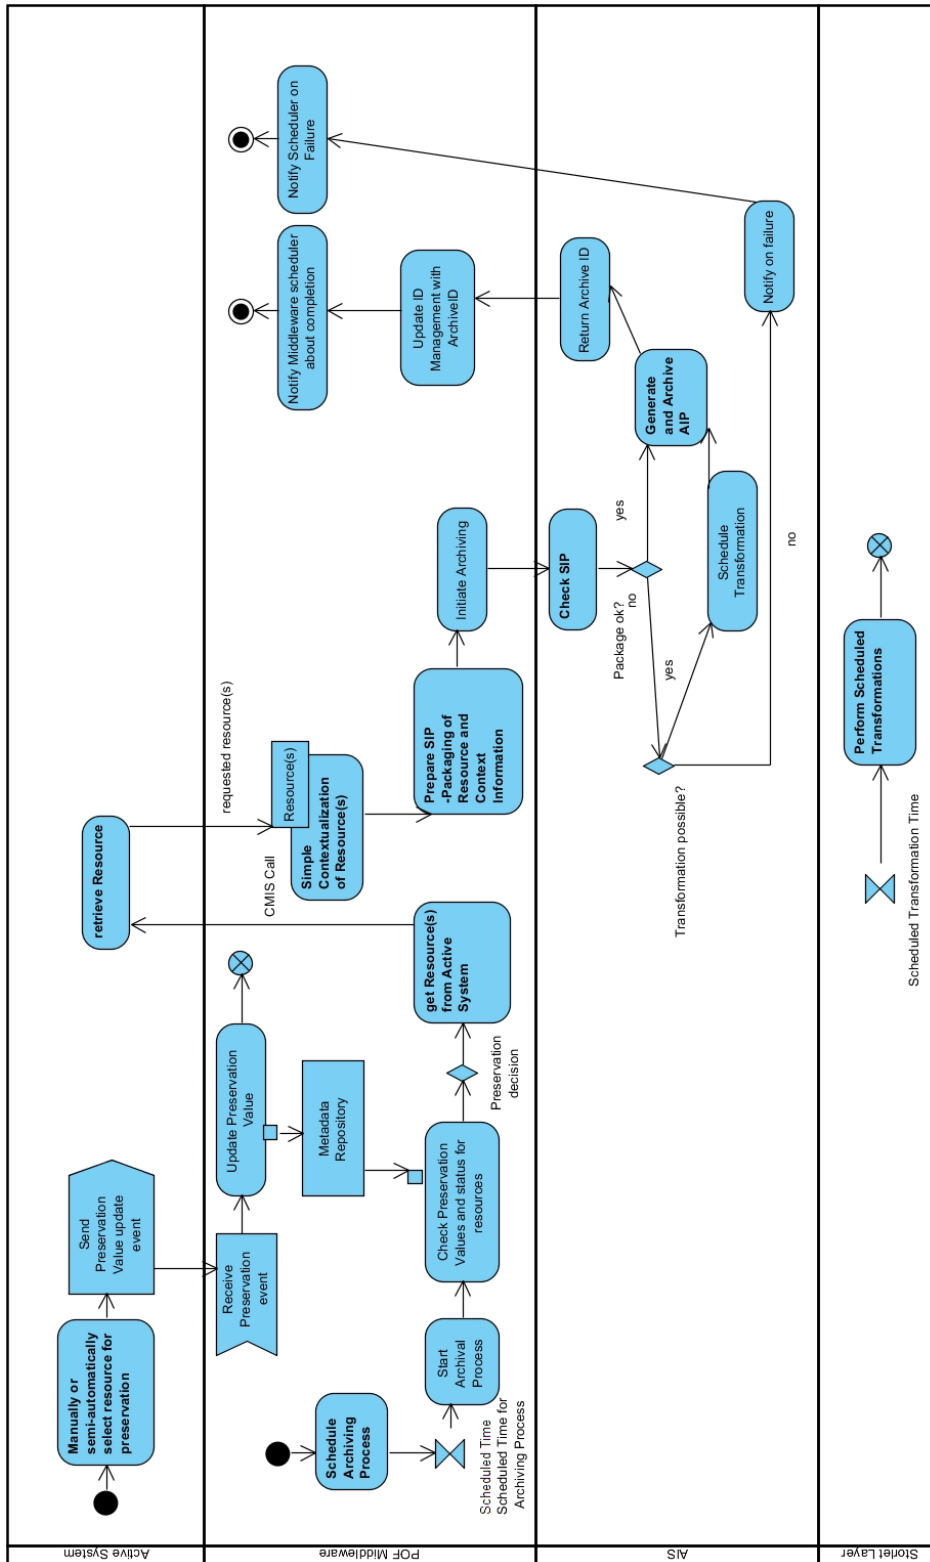 Active System
Manually or
semi-automatically
select resource for
preservation
Send
Preservation
Value update
event
retrieve Resource
POF Middleware
Receive
Preservation
event
Update Preservation
Value
Metadata
Repository
Schedule
Archiving
Process
Scheduled Time
Scheduled Time for
Archiving Process
Start
Archival
Process
Check Preservation
Values and status for
resouroes
Preservation
decision
get Resource(s)
from Active
System
CMIS Call
requested resource(s)
Resource(s)
Simple
Contextualization
of Resource(s)
Prepare SIP
-Packaging of
Resource and
Context
Information
Initiate Archiving
Update ID
Management with
ArchiveID
Notify Middleware scheduler
about completion
Notify Scheduler on
Failure
AIS
Check SIP
Package ok?
no
yes
Transformation possible?
yes
no
Schedule
Transformation
Generate
and Archive
AIP
Return Archive ID
Notify on failure
Storlet Layer
Scheduled Transformation Time
Perform Scheduled
Transformations